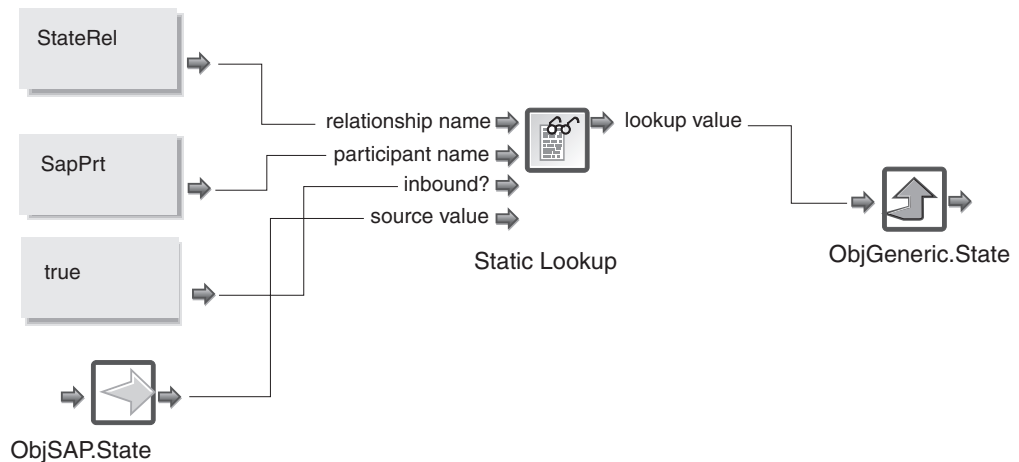 StateRel
relationship name
lookup value
participant name
SapPrt
inbound?
source value
ObjGeneric.State
Static Lookup
true
ObjSAP.State